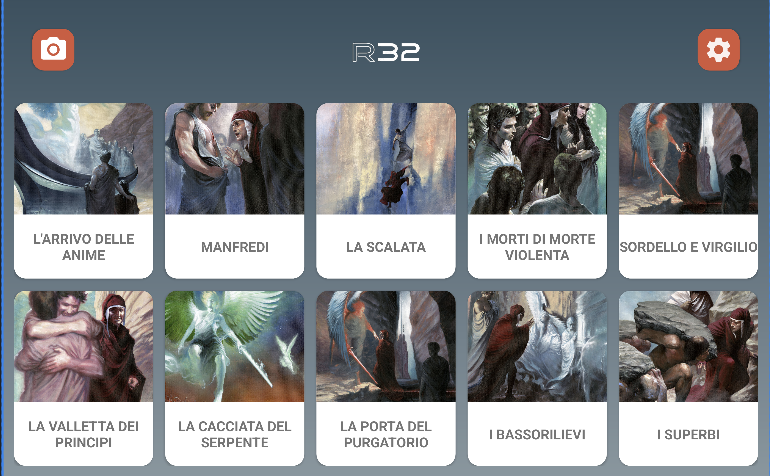 R32
L'ARRIVO DELLE
ANIME
MANFREDI
LA SCALATA
I MORTI DI MORTE
VIOLENTA
SORDELLO E VIRGILIO
LA VALLETTA DEI
PRINCIPI
LA CACCIATA DEL
SERPENTE
LA PORTA DEL
PURGATORIO
I BASSORILIEVI
I SUPERBI